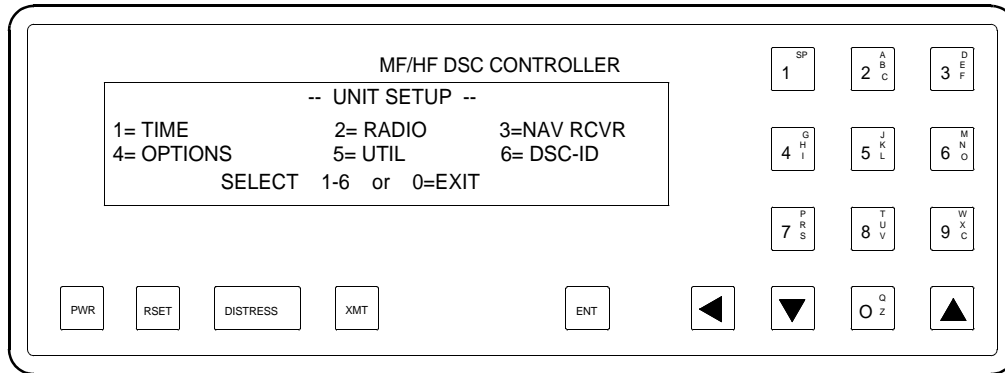 MF/HF DSC CONTROLLER
-- UNIT SETUP --
1= TIME 2= RADIO 3=NAV RCVR
4= OPTIONS 5= UTIL 6= DSC-ID
SELECT 1-6 or 0=EXIT
1 SP
2 A B C
3 D E F
4 G H I
5 J K L
6 M N O
7 P R S
8 T U V
9 W X C
PWR RSET DISTRESS XMT ENT
O Q Z